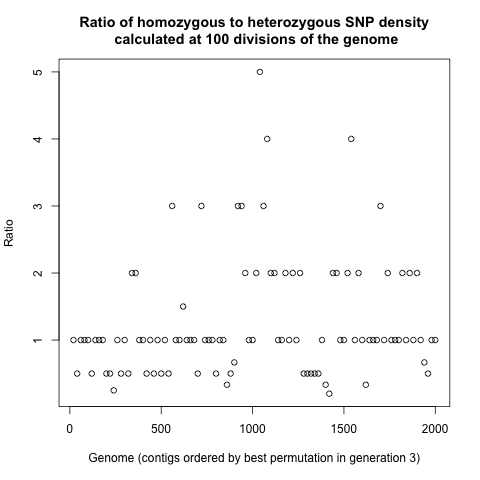 Ratio of homozygous to heterozygous SNP density
calculated at 100 divisions of the genome
Ratio
5
4
3
2
1
0
500
1000
1500
2000
Genome (contigs ordered by best permutation in generation 3)